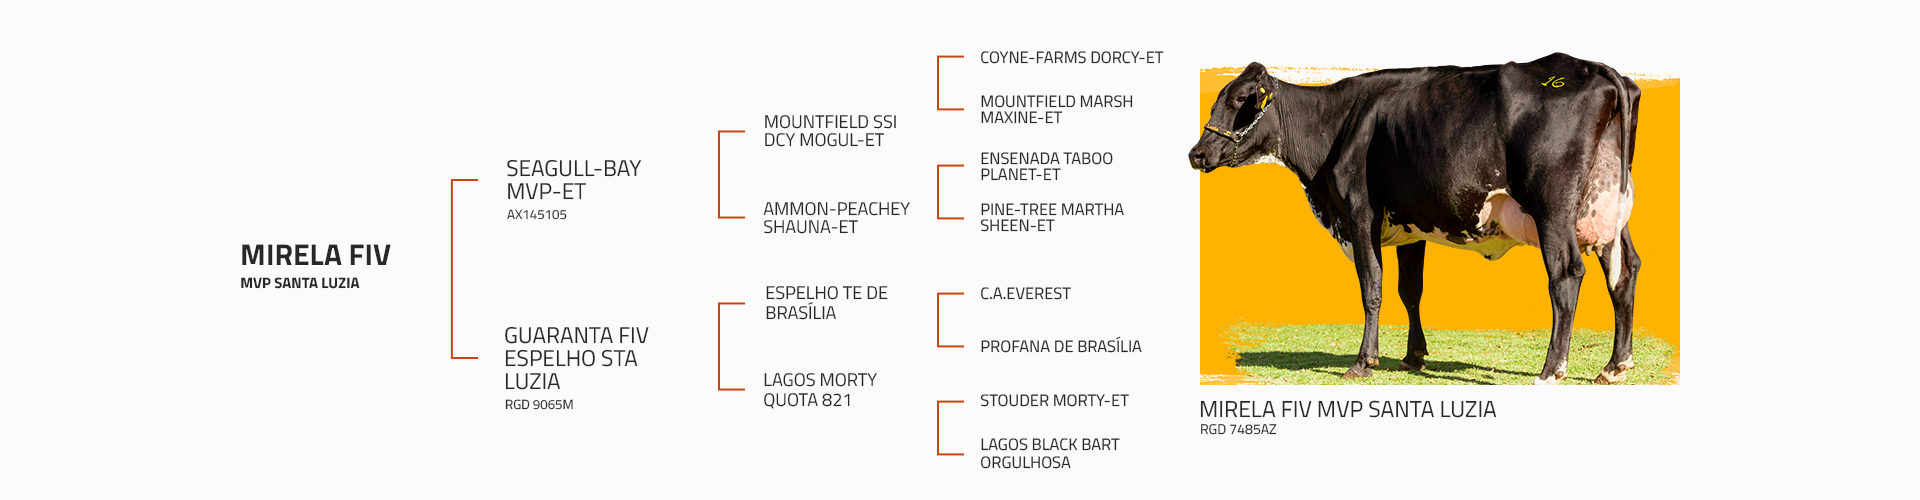 MIRELA FIV
MVP SANTA LUZIA
SEAGULL-BAY
MVP-ET
AX145105
GUARANTA FIV
ESPELHO STA
LUZIA
RGD 9065M
MOUNTFIELD SSI
DCY MOGUL-ET
AMMON-PEACHEY
SHAUNA-ET
ESPELHO TE DE
BRASÍLIA
LAGOS MORTY
QUOTA 821
COYNE-FARMS DORCY-ET
MOUNTFIELD MARSH
MAXINE-ET
ENSENADA TABOO
PLANET-ET
PINE-TREE MARTHA
SHEEN-ET
C.A.EVEREST
PROFANA DE BRASÍLIA
STOUDER MORTY-ET
LAGOS BLACK BART
ORGULHOSA
16
MIRELA FIV MVP SANTA LUZIA
RGD 7485AZ